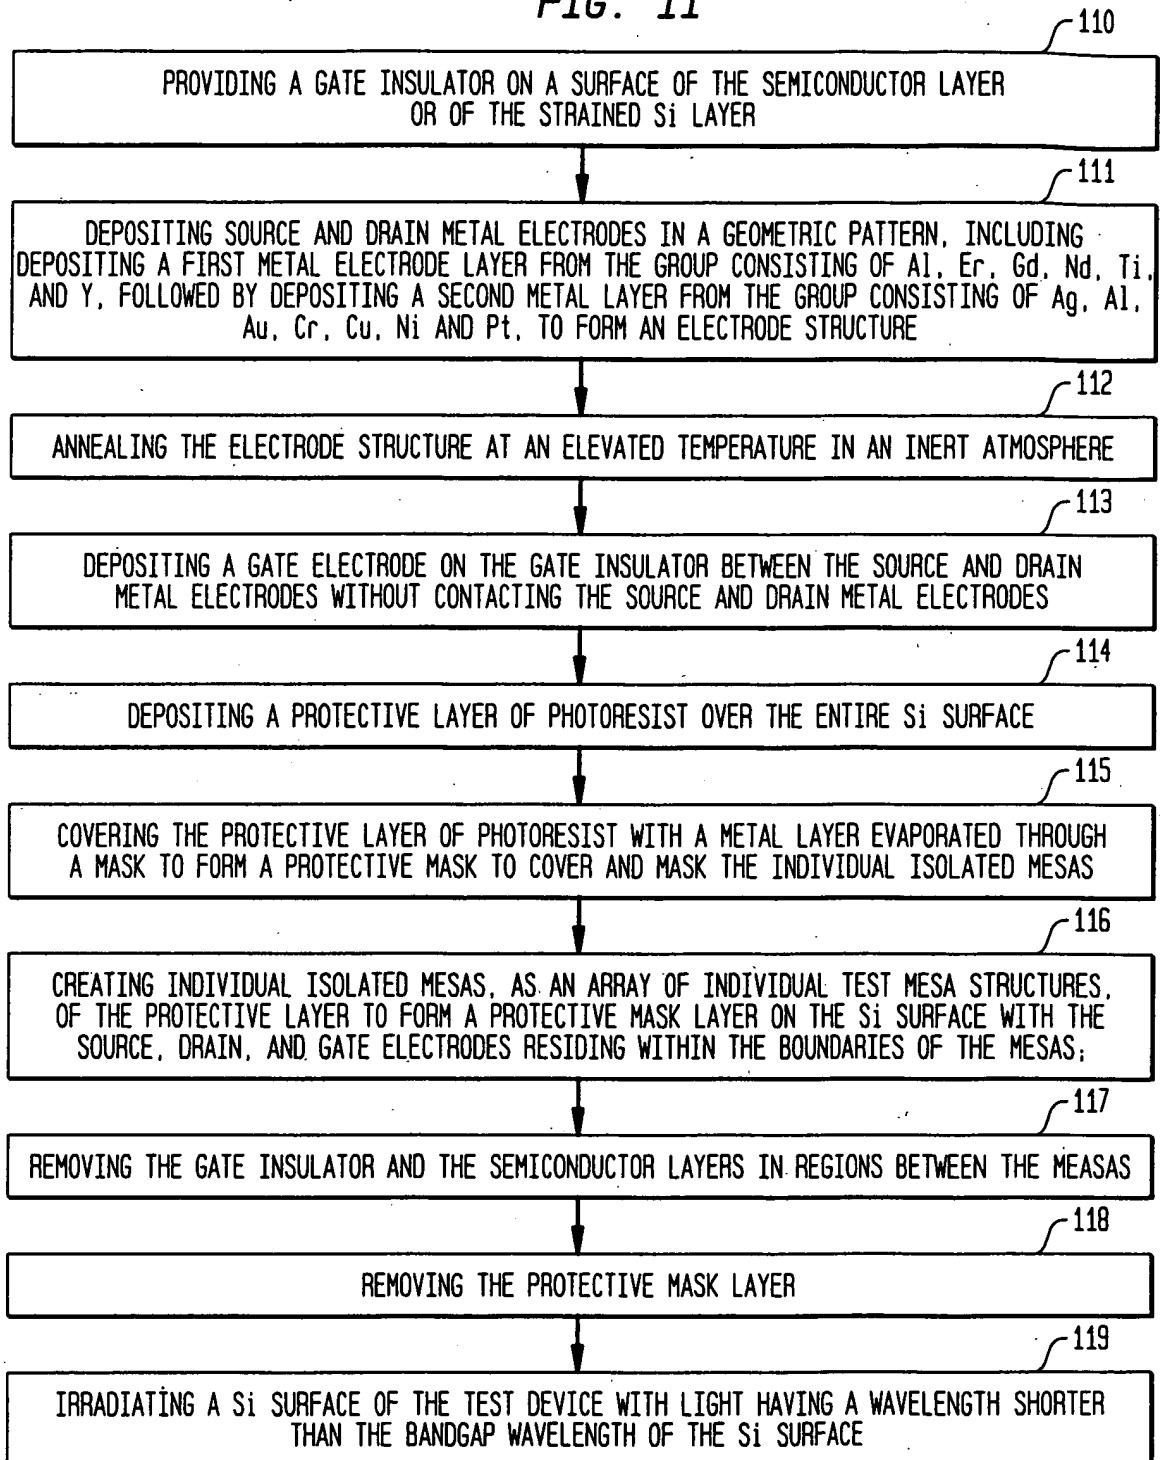 FIG. 11
110
PROVIDING A GATE INSULATOR ON A SURFACE OF THE SEMICONDUCTOR LAYER
OR OF THE STRAINED Si LAYER
111
DEPOSITING SOURCE AND DRAIN METAL ELECTRODES IN A GEOMETRIC PATTERN, INCLUDING
DEPOSITING A FIRST METAL ELECTRODE LAYER FROM THE GROUP CONSISTING OF Al, Er, Gd, Nd, Ti,
AND Y, FOLLOWED BY DEPOSITING A SECOND METAL LAYER FROM THE GROUP CONSISTING OF Ag, Al,
Au, Cr, Cu, Ni AND Pt, TO FORM AN ELECTRODE STRUCTURE
112
ANNEALING THE ELECTRODE STRUCTURE AT AN ELEVATED TEMPERATURE IN AN INERT ATMOSPHERE
113
DEPOSITING A GATE ELECTRODE ON THE GATE INSULATOR BETWEEN THE SOURCE AND DRAIN
METAL ELECTRODES WITHOUT CONTACTING THE SOURCE AND DRAIN METAL ELECTRODES
114
DEPOSITING A PROTECTIVE LAYER OF PHOTORESIST OVER THE ENTIRE Si SURFACE
115
COVERING THE PROTECTIVE LAYER OF PHOTORESIST WITH A METAL LAYER EVAPORATED THROUGH
A MASK TO FORM A PROTECTIVE MASK TO COVER AND MASK THE INDIVIDUAL ISOLATED MESAS
116
CREATING INDIVIDUAL ISOLATED MESAS, AS AN ARRAY OF INDIVIDUAL TEST MESA STRUCTURES,
OF THE PROTECTIVE LAYER TO FORM A PROTECTIVE MASK LAYER ON THE Si SURFACE WITH THE
SOURCE, DRAIN, AND GATE ELECTRODES RESIDING WITHIN THE BOUNDARIES OF THE MESAS;
117
REMOVING THE GATE INSULATOR AND THE SEMICONDUCTOR LAYERS IN REGIONS BETWEEN THE MEASAS
118
REMOVING THE PROTECTIVE MASK LAYER
119
IRRADIATING A Si SURFACE OF THE TEST DEVICE WITH LIGHT HAVING A WAVELENGTH SHORTER
THAN THE BANDGAP WAVELENGTH OF THE Si SURFACE